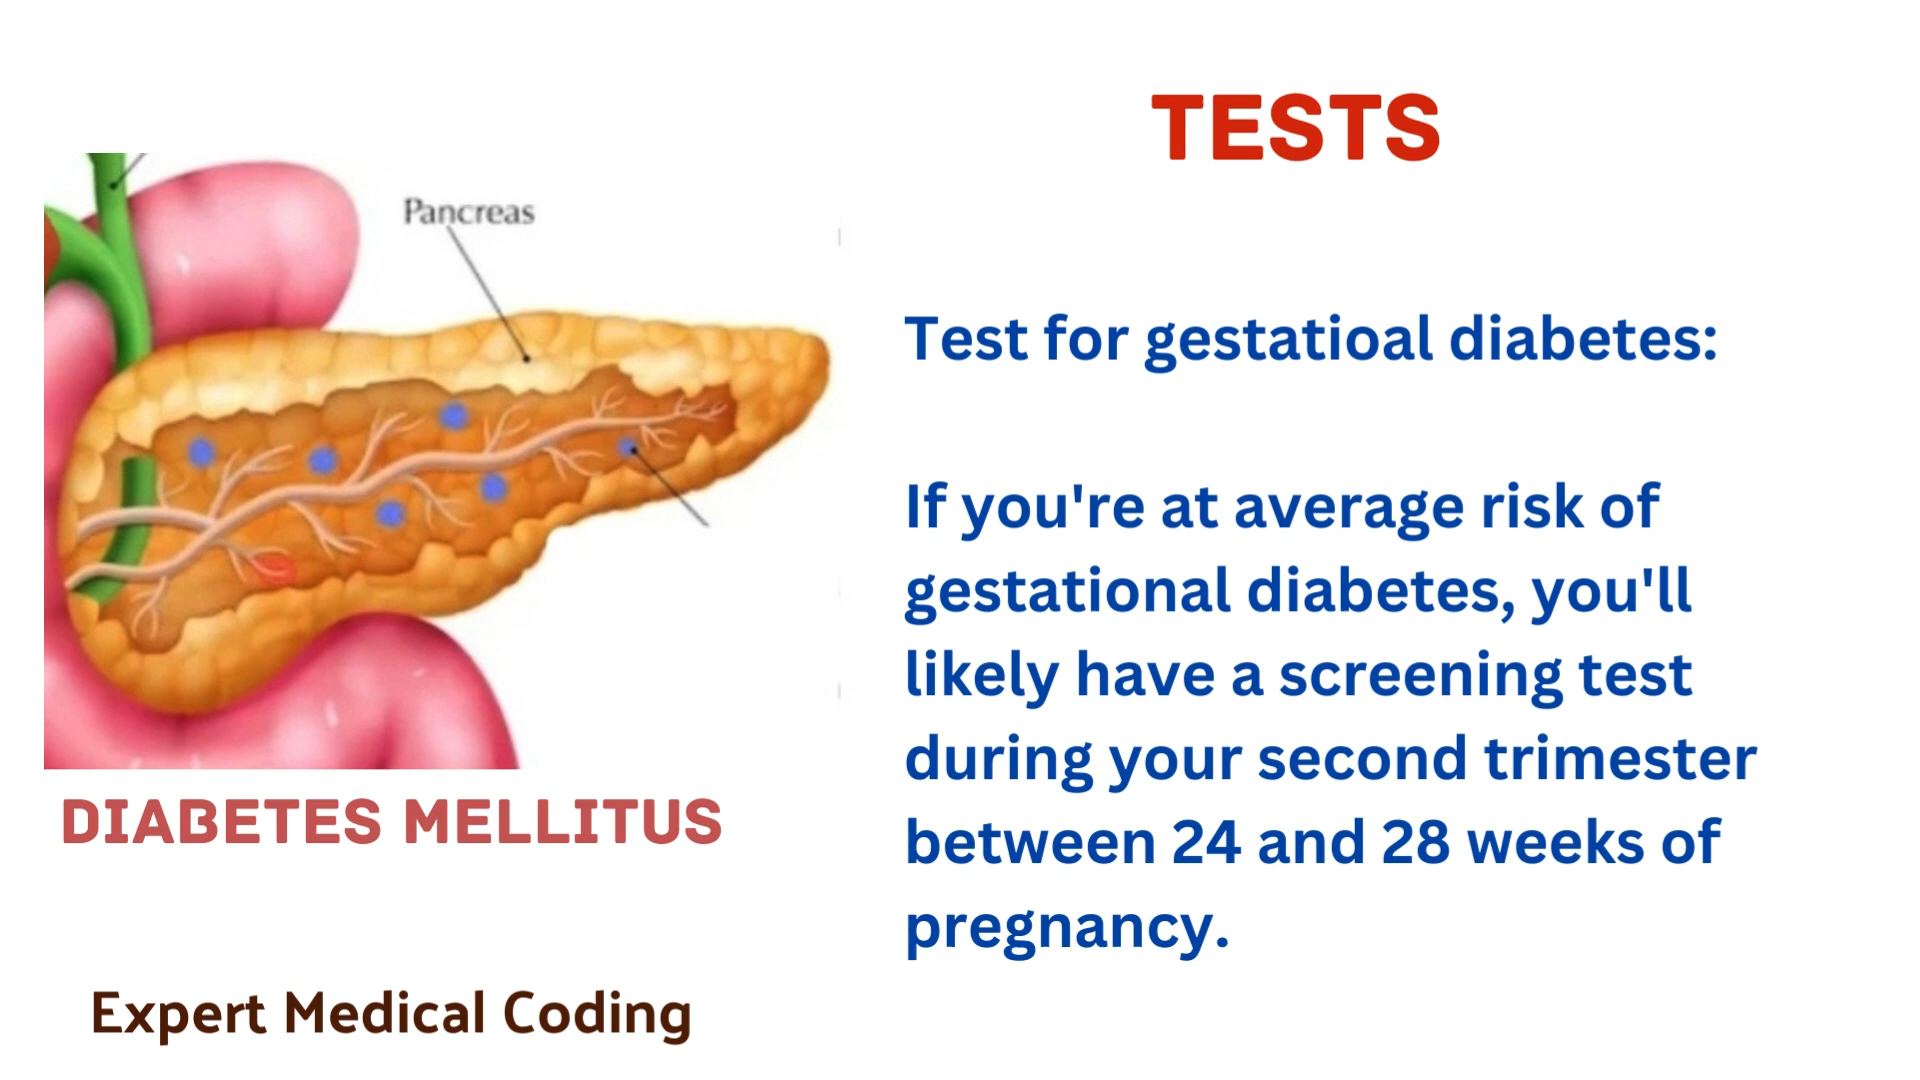 TESTS
Pancreas
Test for gestatioal diabetes:
If you're at average risk of
gestational diabetes, you'll
likely have a screening test
during your second trimester
between 24 and 28 weeks of
pregnancy.
DIABETES MELLITUS
Expert Medical Coding